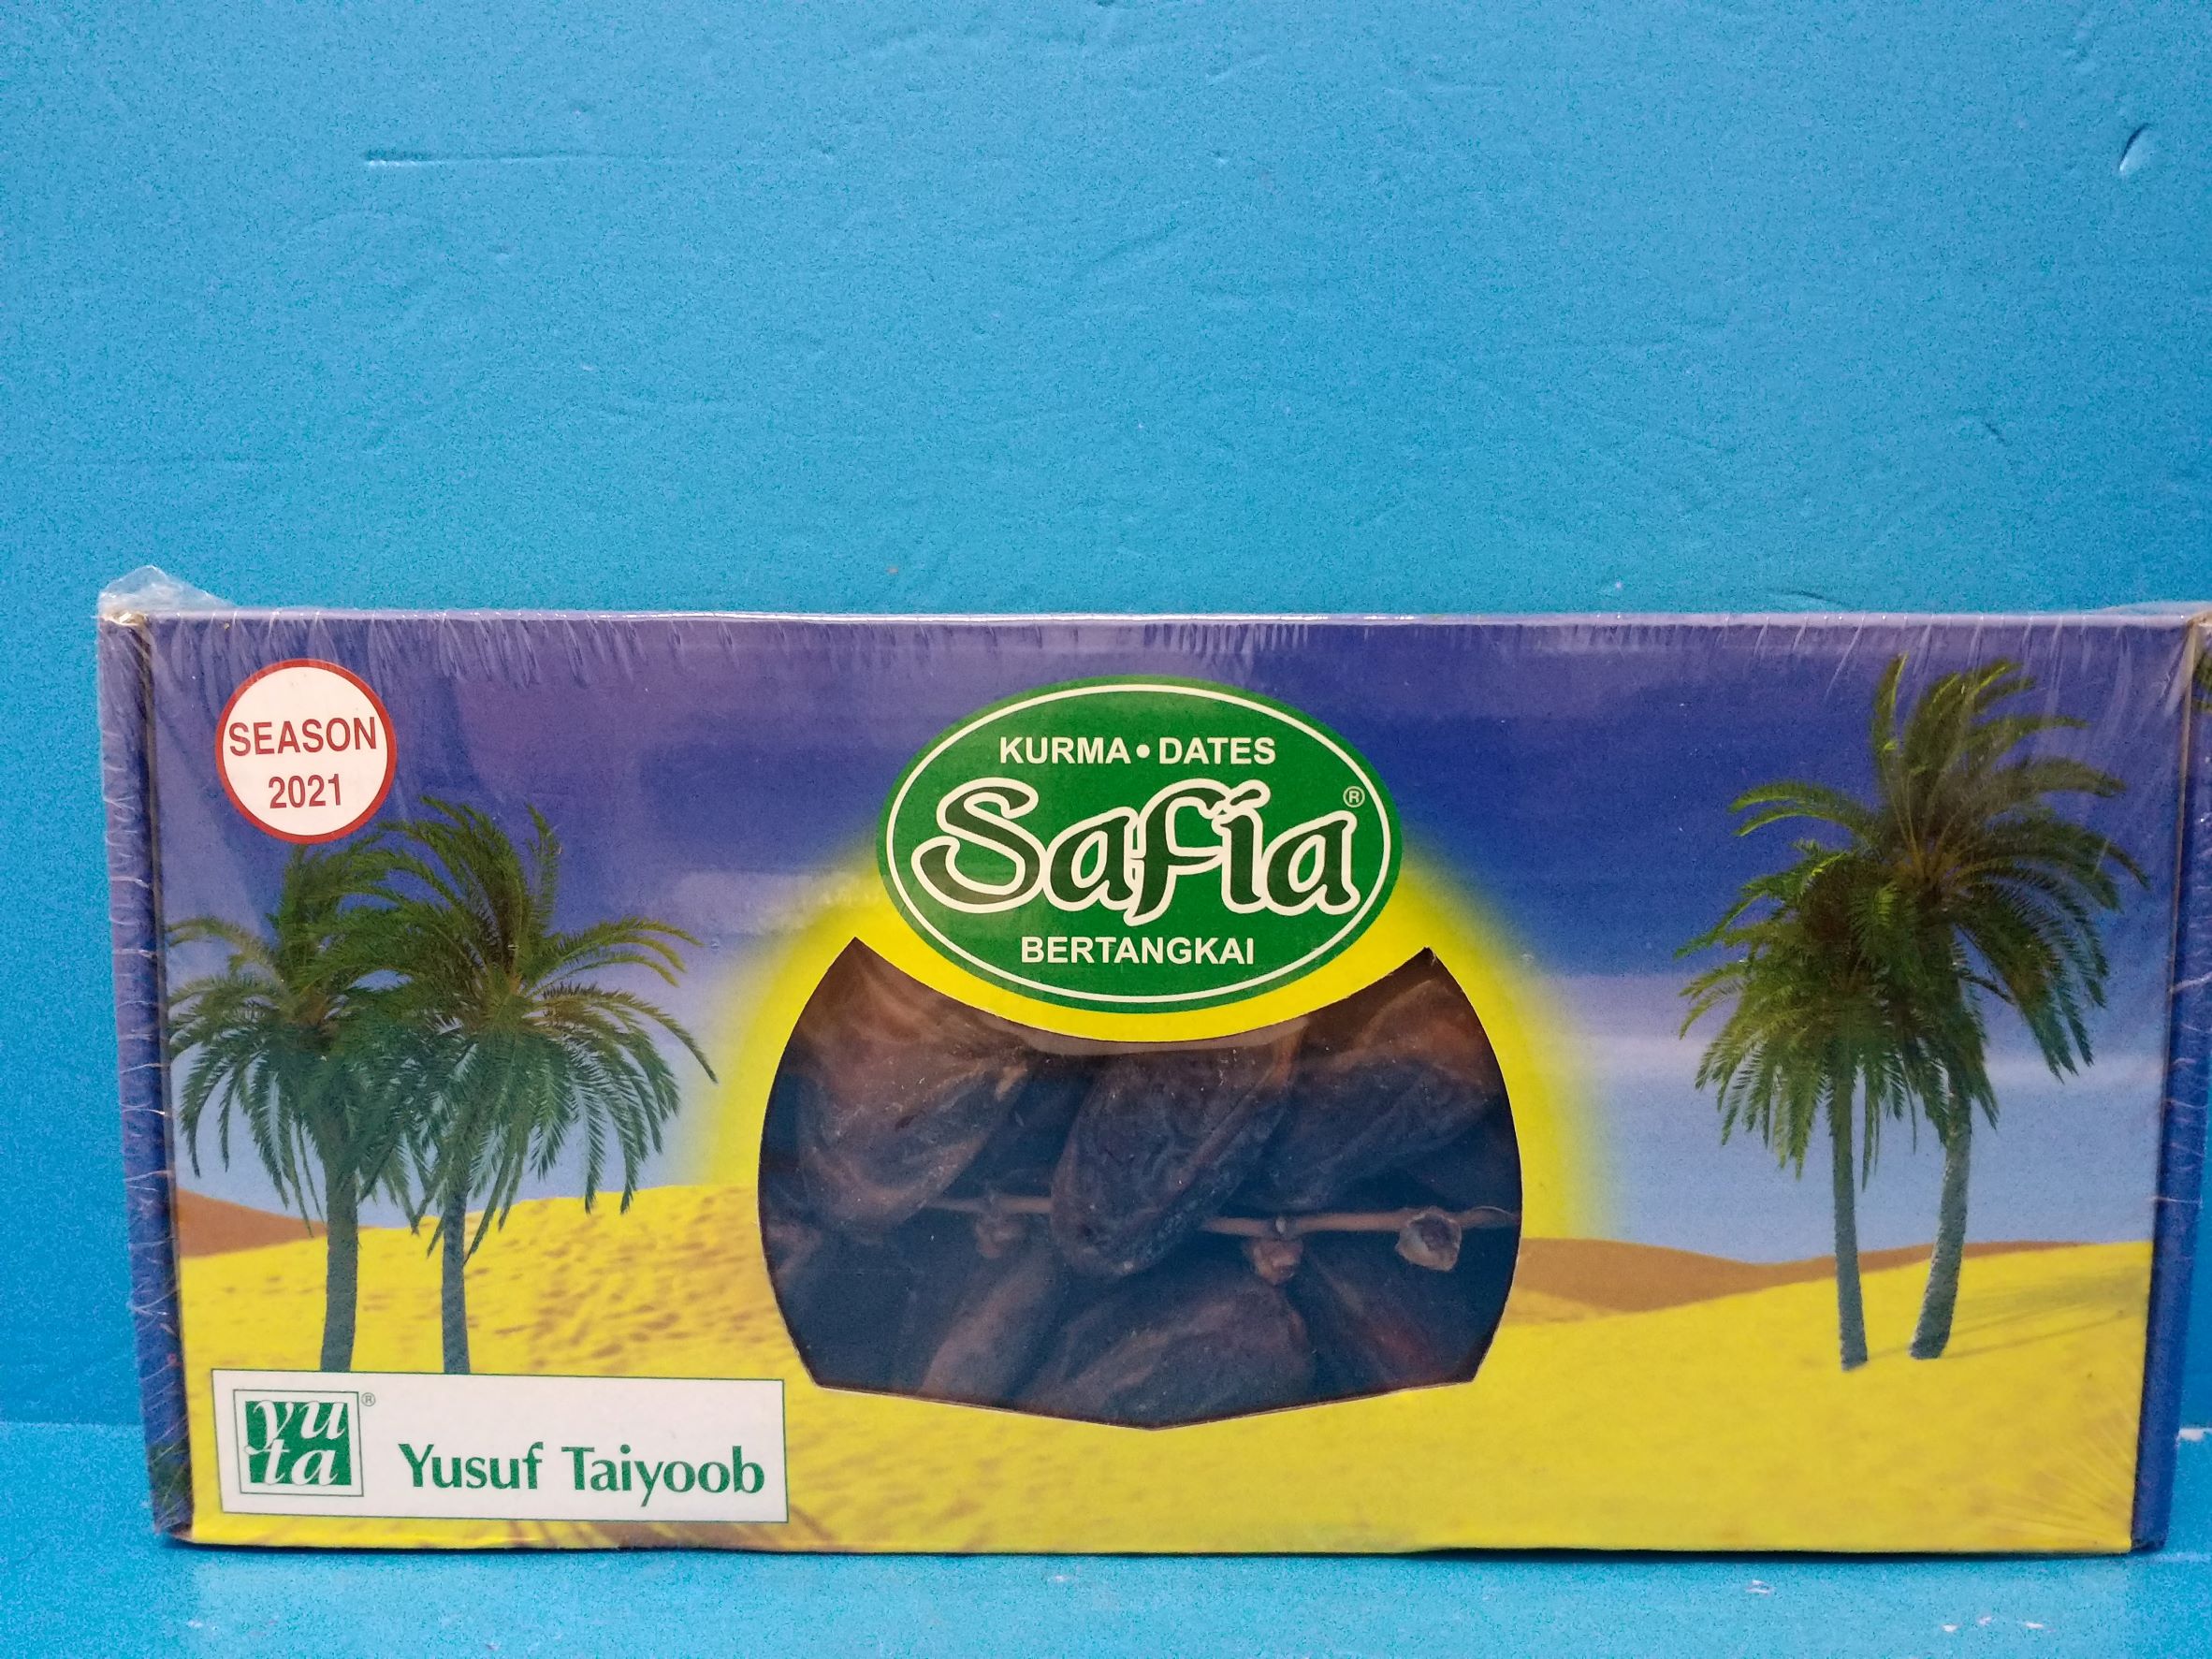 SEASON
2021
KURMA • DATES
Safia®
BERTANGKAI
yu
ta®
Yusuf Taiyoob